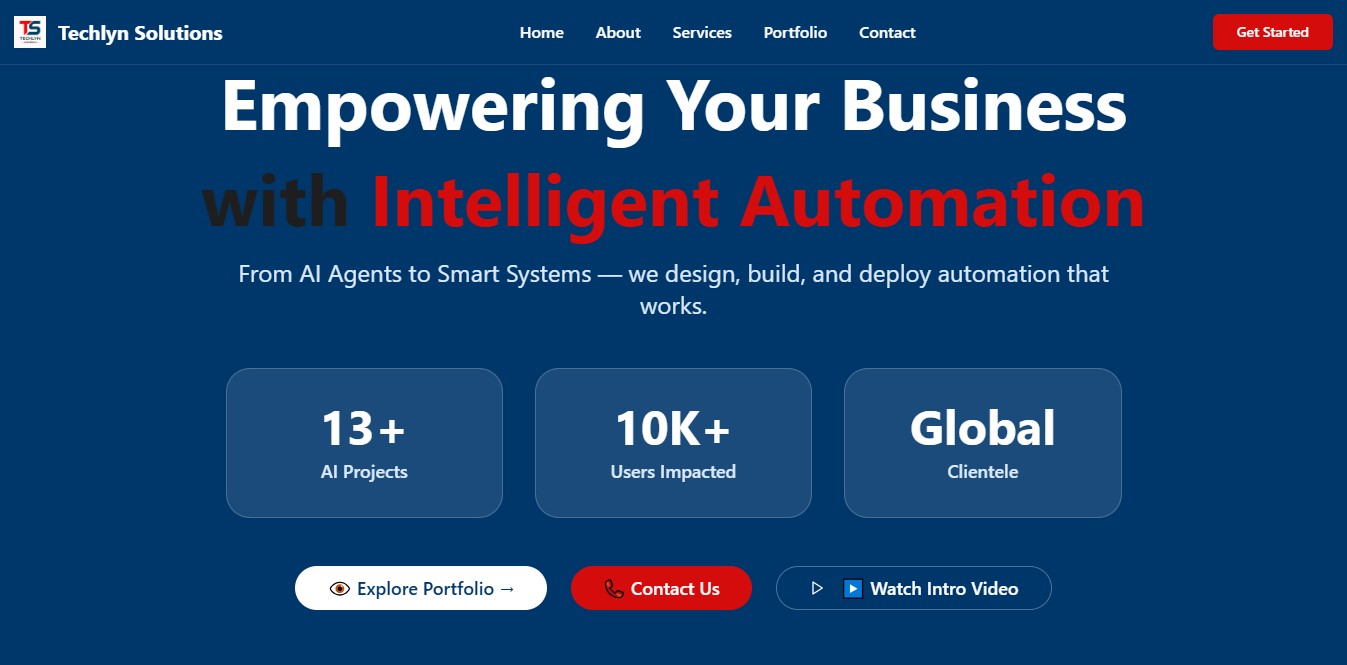 TS
TECHLYN
Techlyn Solutions
Home About Services Portfolio Contact
Get Started
Empowering Your Business
with Intelligent Automation
From AI Agents to Smart Systems — we design, build, and deploy automation that
works.
13+
AI Projects
10K+
Users Impacted
Global
Clientele
Explore Portfolio →
Contact Us
Watch Intro Video